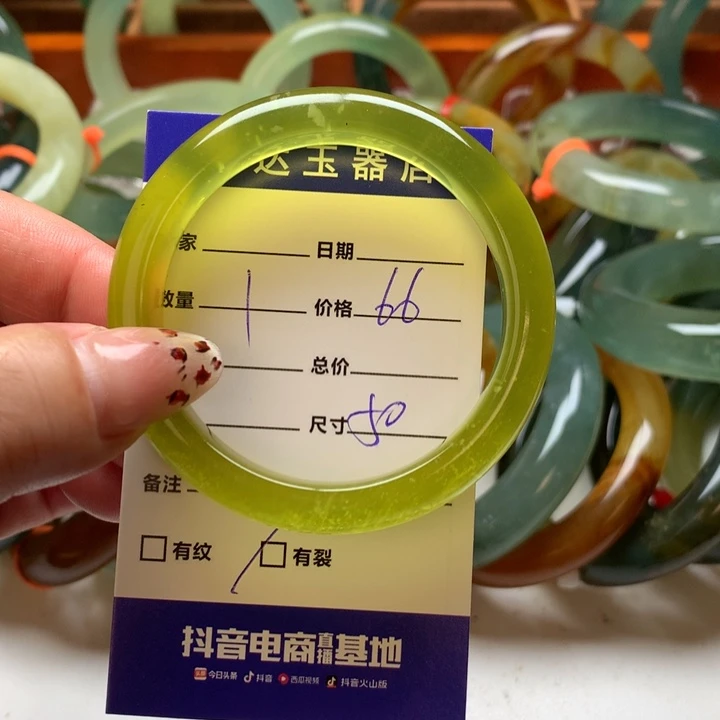 达玉器店
家 日期
数量 1 价格 66
总价
尺寸 50
备注
有纹 有裂
抖音电商直播基地
今日头条 抖音 西瓜视频 抖音火山版